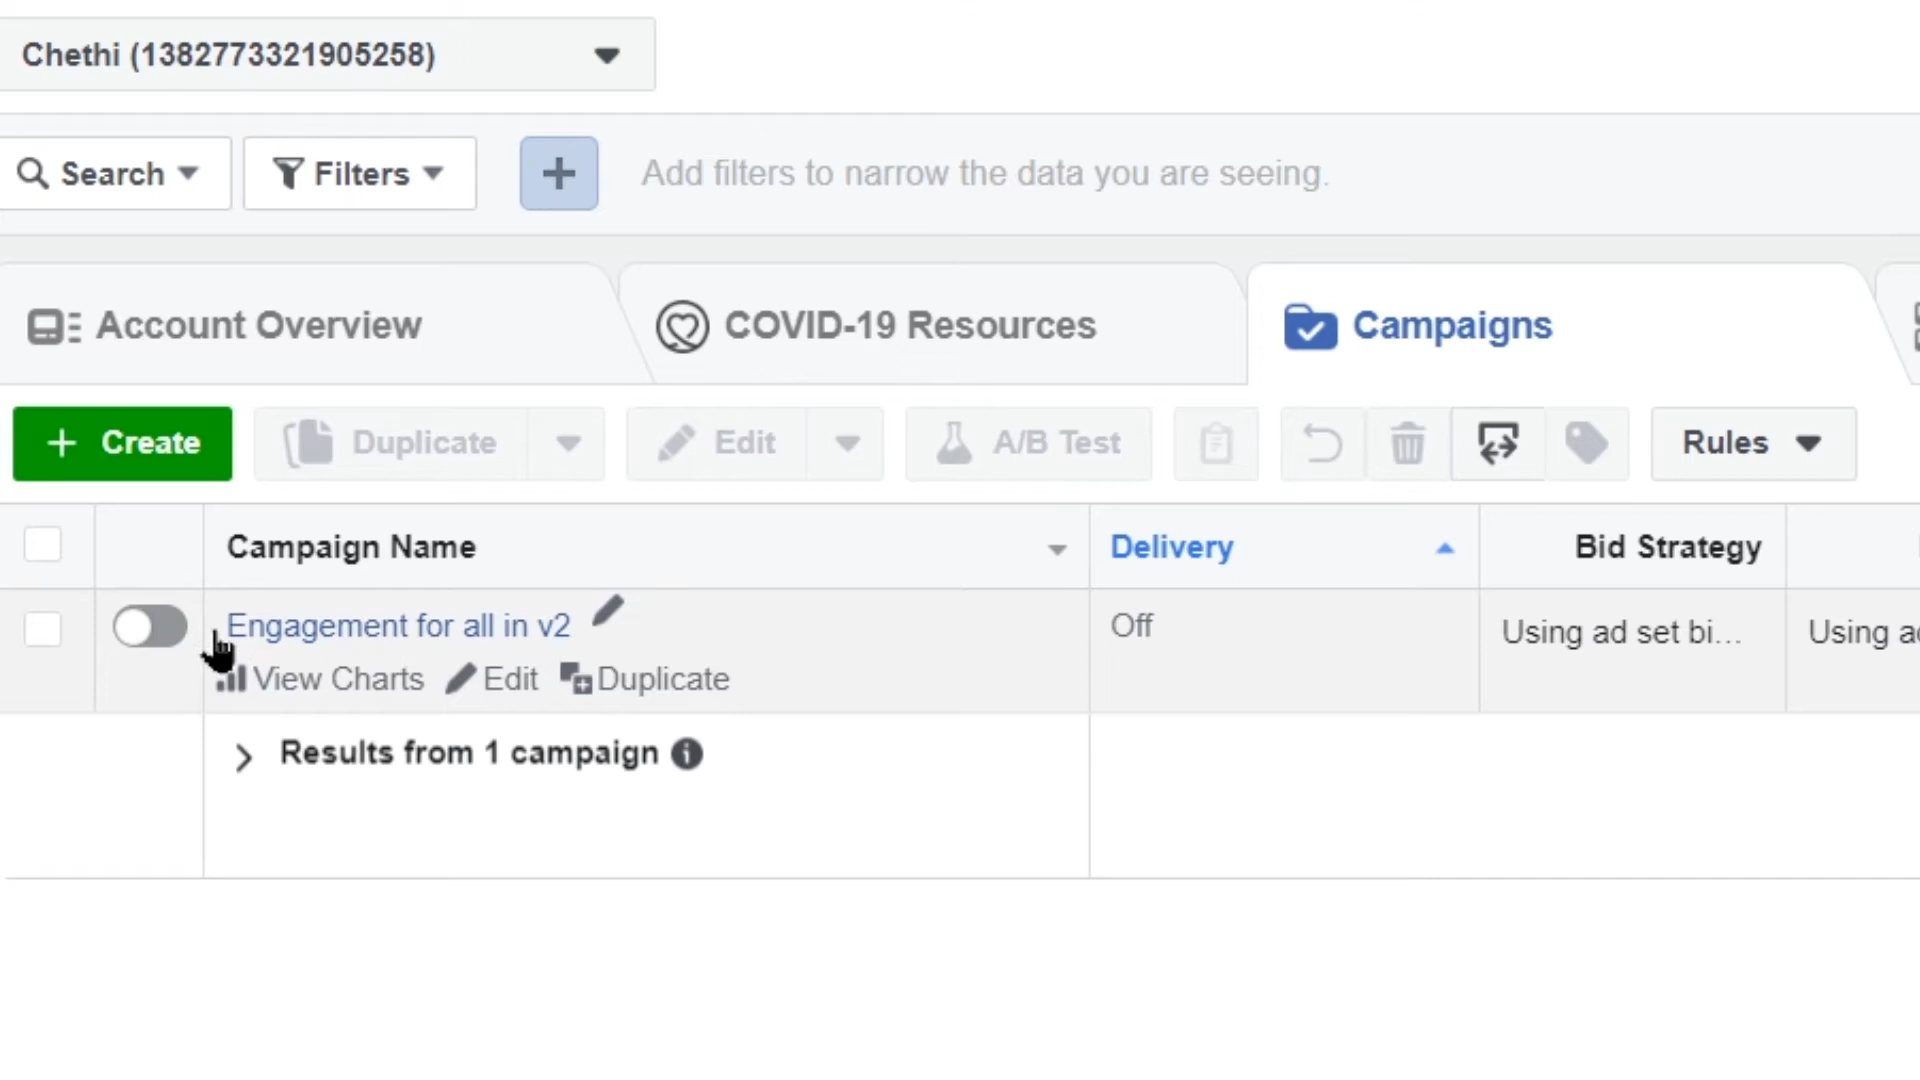 Chethi (1382773321905258)
Search Filters + Add filters to narrow the data you are seeing.
Account Overview COVID-19 Resources Campaigns
+ Create Duplicate Edit A/B Test Rules
Campaign Name Delivery Bid Strategy
Engagement for all in v2 Off Using ad set bi... Using
View Charts Edit Duplicate
Results from 1 campaign